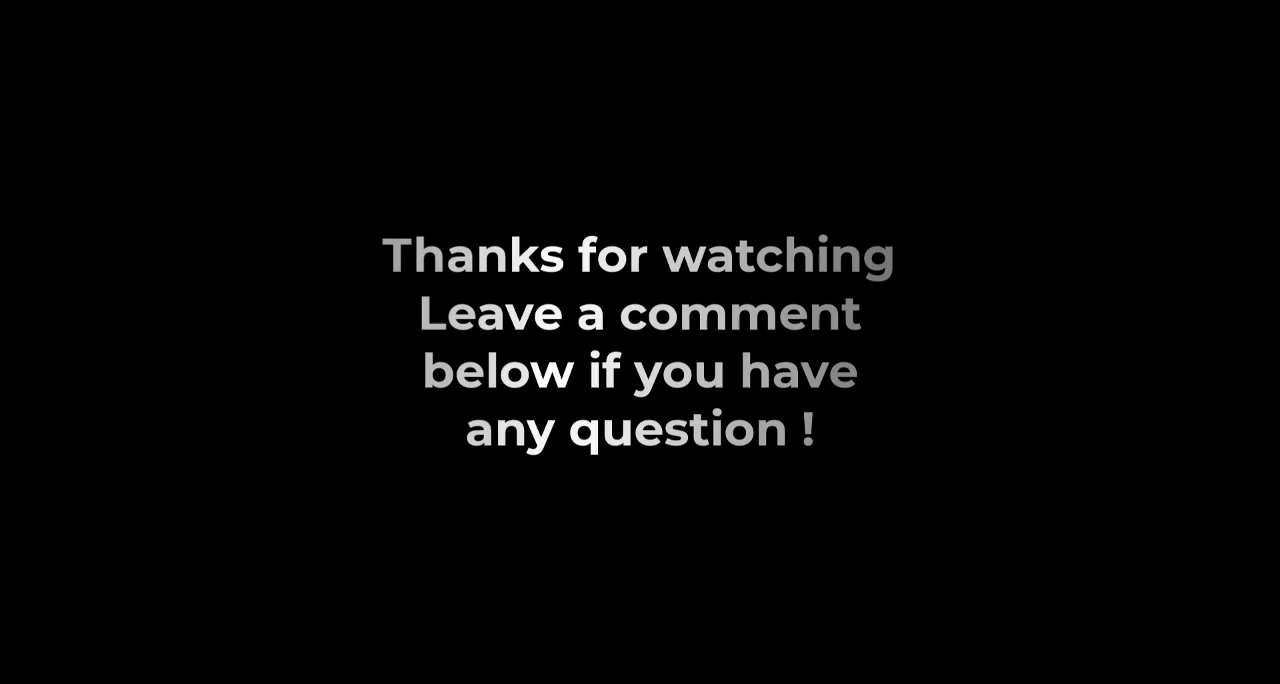 Thanks for watching
Leave a comment
below if you have
any question !